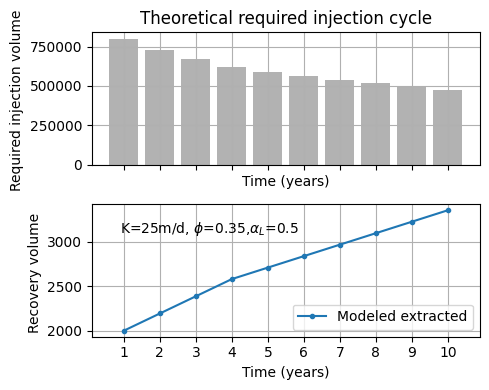 Theoretical required injection cycle
Required injection volume
750000
500000
250000
0
Time (years)
Recovery volume
3000
2500
2000
K=25m/d, ϕ=0.35,α_L=0.5
Modeled extracted
1 2 3 4 5 6 7 8 9 10
Time (years)